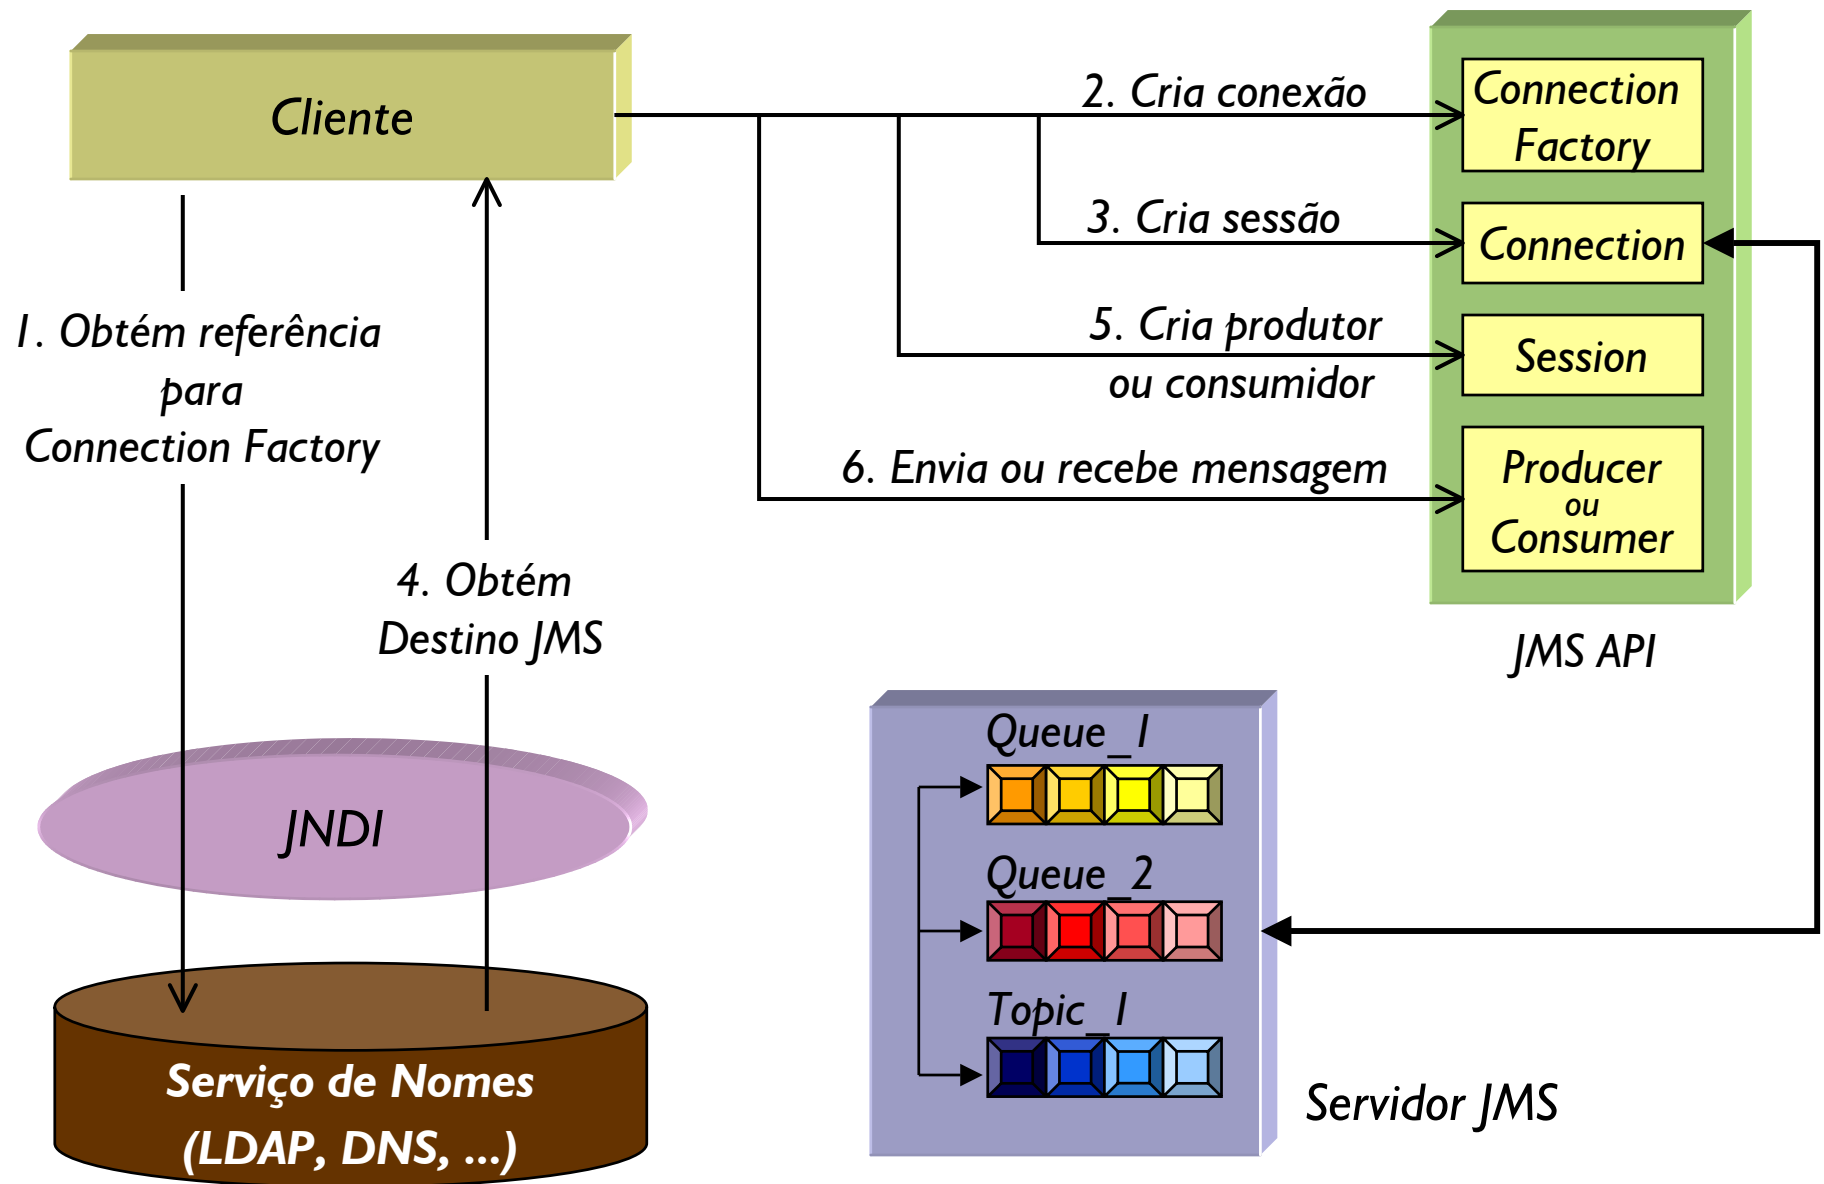 Cliente
2. Cria conexão
Connection
Factory
3. Cria sessão
Connection
1. Obtém referência
para
Connection Factory
5. Cria produtor
ou consumidor
Session
6. Envia ou recebe mensagem
Producer
ou
Consumer
4. Obtém
Destino JMS
JMS API
JNDI
Queue_1
Queue_2
Topic_1
Servidor JMS
Serviço de Nomes
(LDAP, DNS, ...)